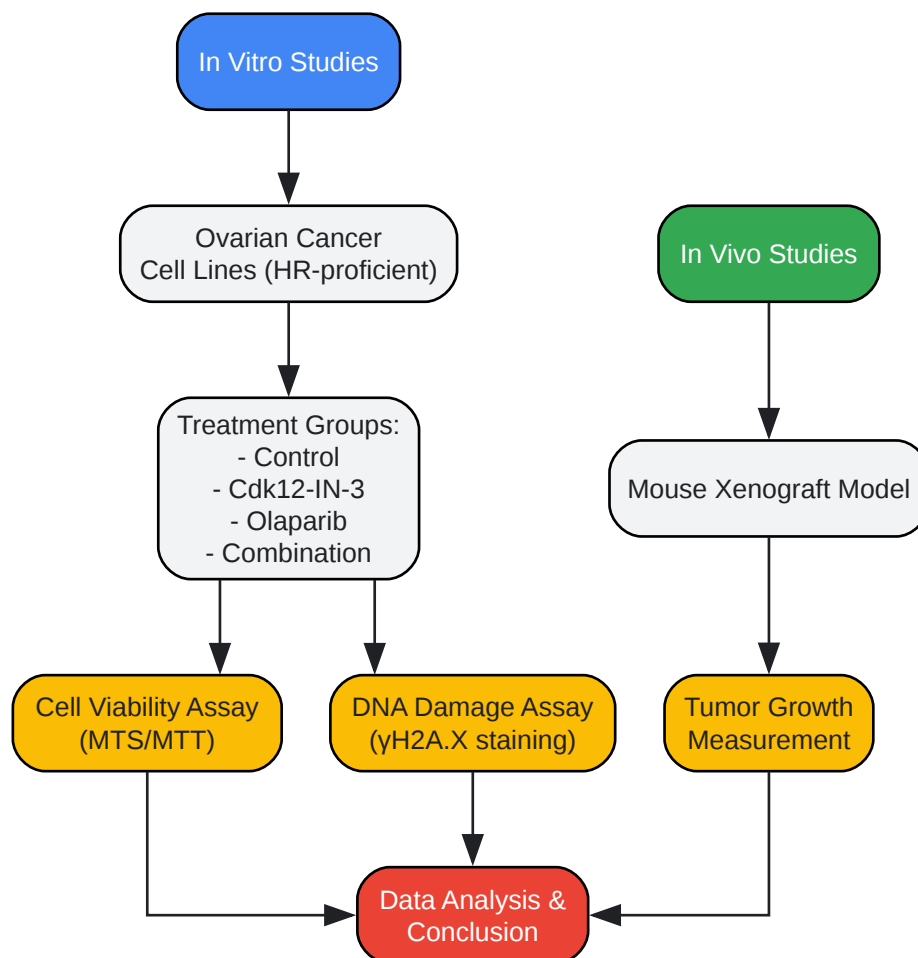 In Vitro Studies
Ovarian Cancer
Cell Lines (HR-proficient)
In Vivo Studies
Treatment Groups:
- Control
- Cdk12-IN-3
- Olaparib
- Combination
Mouse Xenograft Model
Cell Viability Assay
(MTS/MTT)
DNA Damage Assay
(γH2A.X staining)
Tumor Growth
Measurement
Data Analysis &
Conclusion